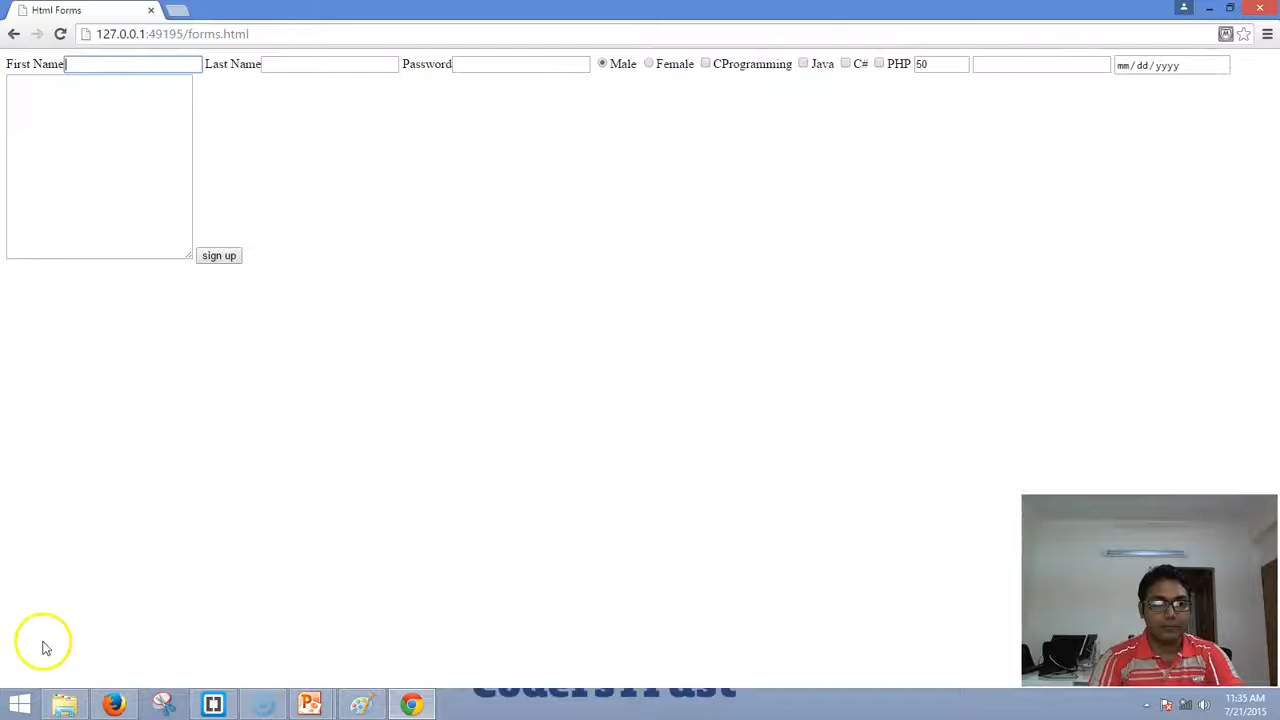 Html Forms
127.0.0.1:49195/forms.html
First Name Last Name Password Male Female CProgramming Java C# PHP 50 mm/dd/yyyy
sign up
CodersTrust
11:35 AM
7/21/2015